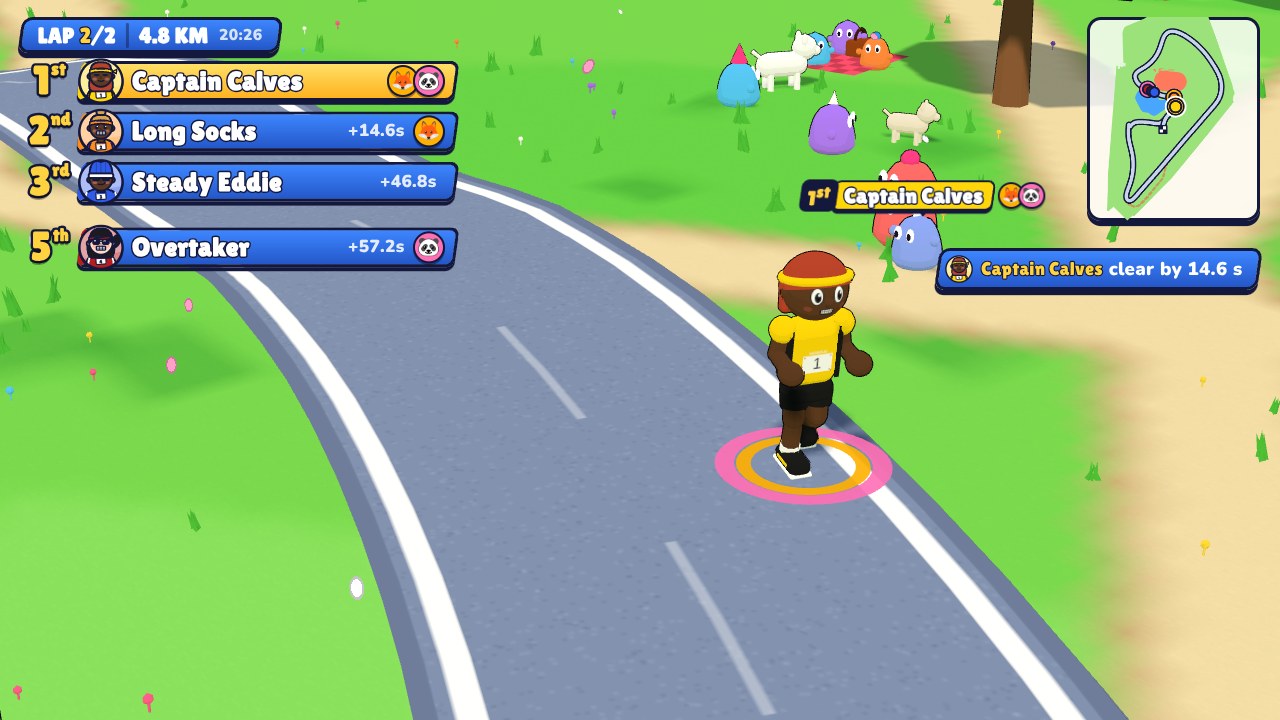 LAP 2/2 4.8 KM 20:26
1st Captain Calves
2nd Long Socks +14.6s
3rd Steady Eddie +46.8s
5th Overtaker +57.2s
1st Captain Calves
Captain Calves clear by 14.6 s
1